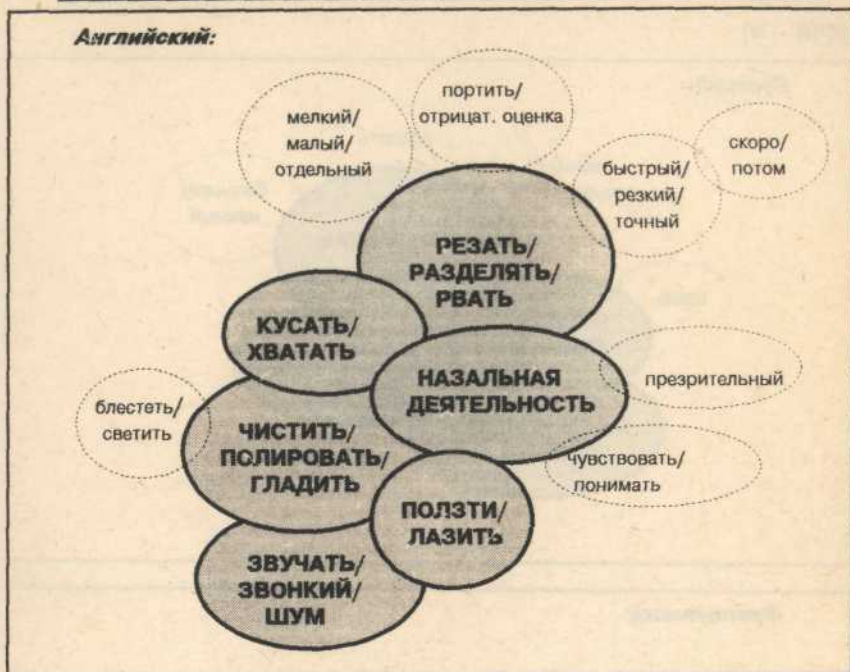 Английский:
мелкий/
малый/
отдельный
портить/
отрицат. оценка
быстрый/
резкий/
точный
скоро/
потом
РЕЗАТЬ/
РАЗДЕЛЯТЬ/
РВАТЬ
КУСАТЬ/
ХВАТАТЬ
НАЗАЛЬНАЯ
ДЕЯТЕЛЬНОСТЬ
презрительный
блестеть/
светить
ЧИСТИТЬ/
ПОЛИРОВАТЬ/
ГЛАДИТЬ
чувствовать/
понимать
ПОЛЗТИ/
ЛАЗИТЬ
ЗВУЧАТЬ/
ЗВОНКИЙ/
ШУМ